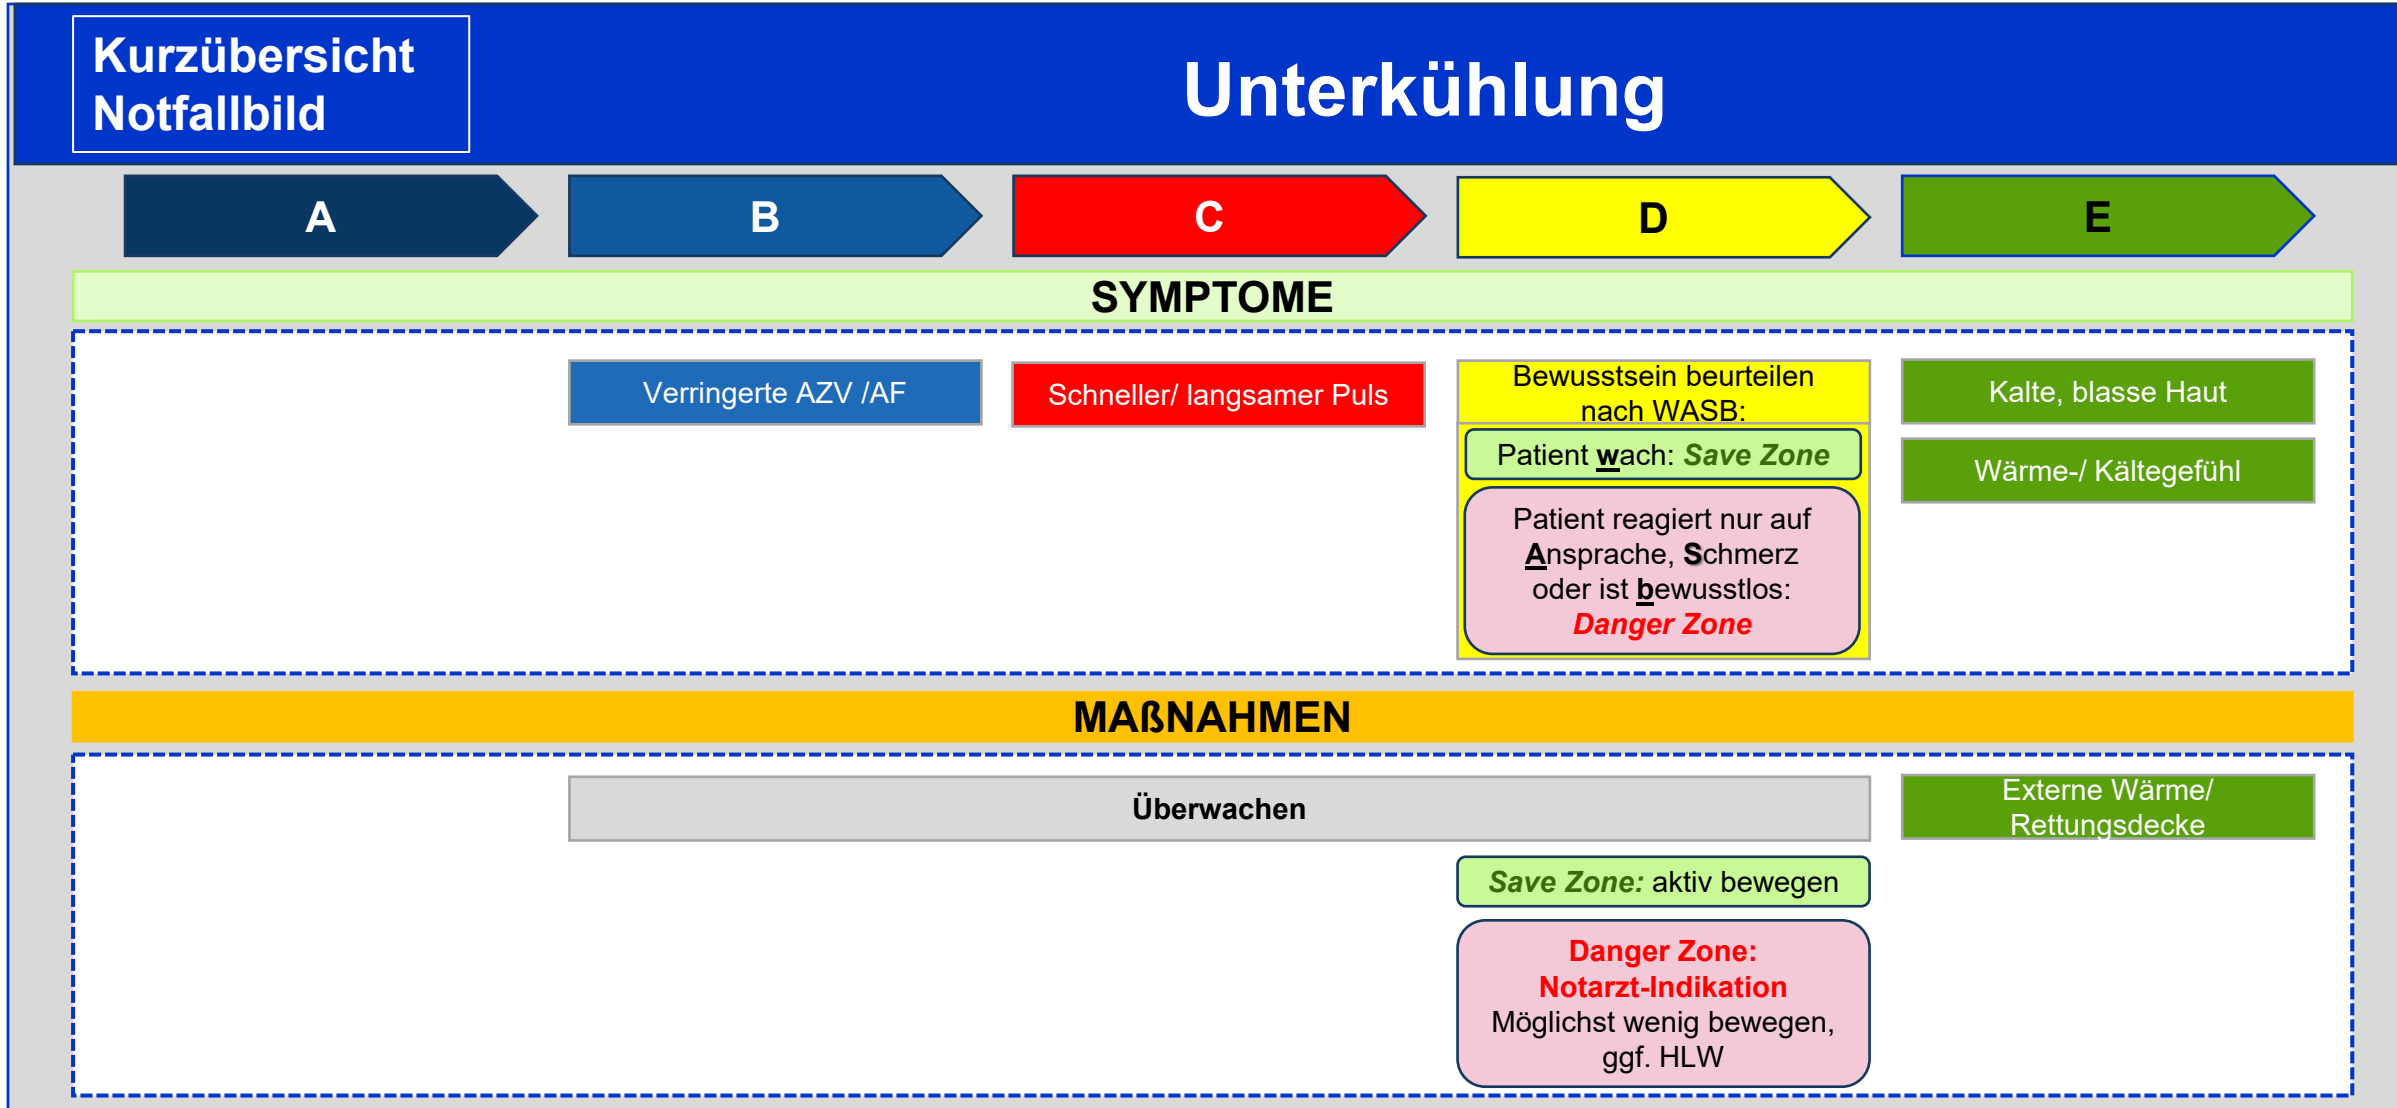 Kurzübersicht
Notfallbild
Unterkühlung
A
B
C
D
E
SYMPTOME
Verringerte AZV /AF
Schneller/ langsamer Puls
Bewusstsein beurteilen
nach WASB:
Patient wach: Save Zone
Patient reagiert nur auf
Ansprache, Schmerz
oder ist bewusstlos:
Danger Zone
Kalte, blasse Haut
Wärme-/ Kältegefühl
MAßNAHMEN
Überwachen
Save Zone: aktiv bewegen
Danger Zone:
Notarzt-Indikation
Möglichst wenig bewegen,
ggf. HLW
Externe Wärme/
Rettungsdecke